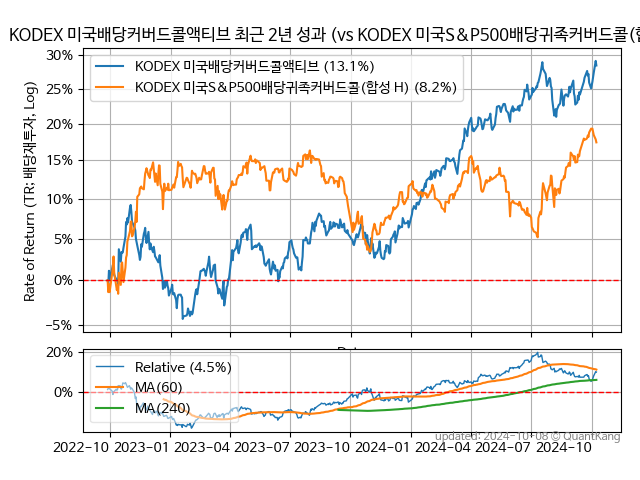 KODEX 미국배당커버드콜액티브 최근 2년 성과 (vs KODEX 미국S&P500배당귀족커버드콜(합
30%
25%
20%
15%
10%
5%
0%
−5%
Rate of Return (TR: 배당재투자, Log)
KODEX 미국배당커버드콜액티브 (13.1%)
KODEX 미국S&P500배당귀족커버드콜(합성 H) (8.2%)
20%
0%
Relative (4.5%)
MA(60)
MA(240)
2022-10 2023-01 2023-04 2023-07 2023-10 2024-01 2024-04 2024-07 2024-10
updated: 2024-10-08 © QuantKang